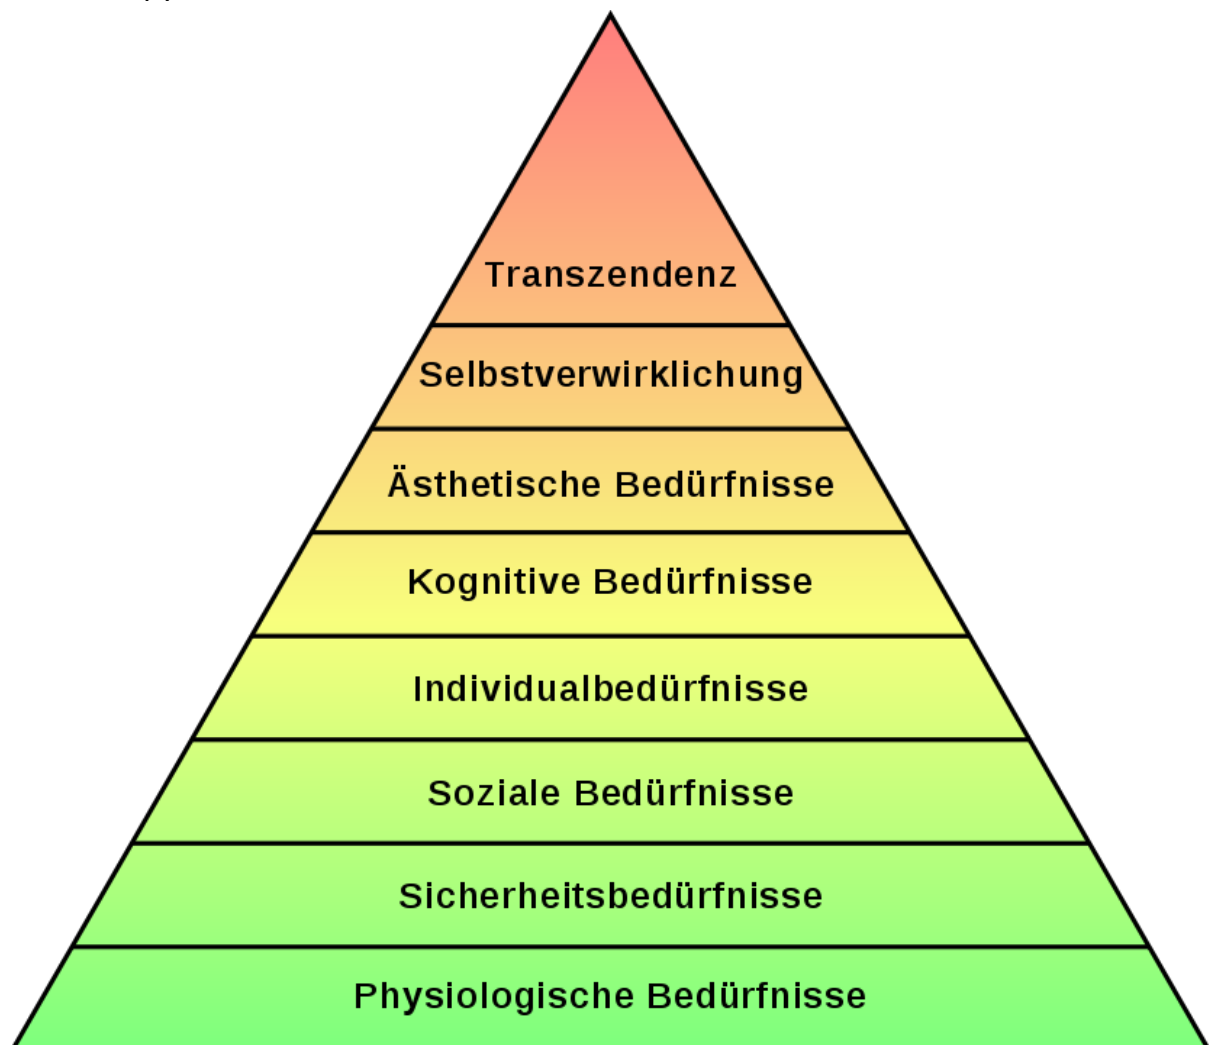 Transzendenz
Selbstverwirklichung
Ästhetische Bedürfnisse
Kognitive Bedürfnisse
Individualbedürfnisse
Soziale Bedürfnisse
Sicherheitsbedürfnisse
Physiologische Bedürfnisse